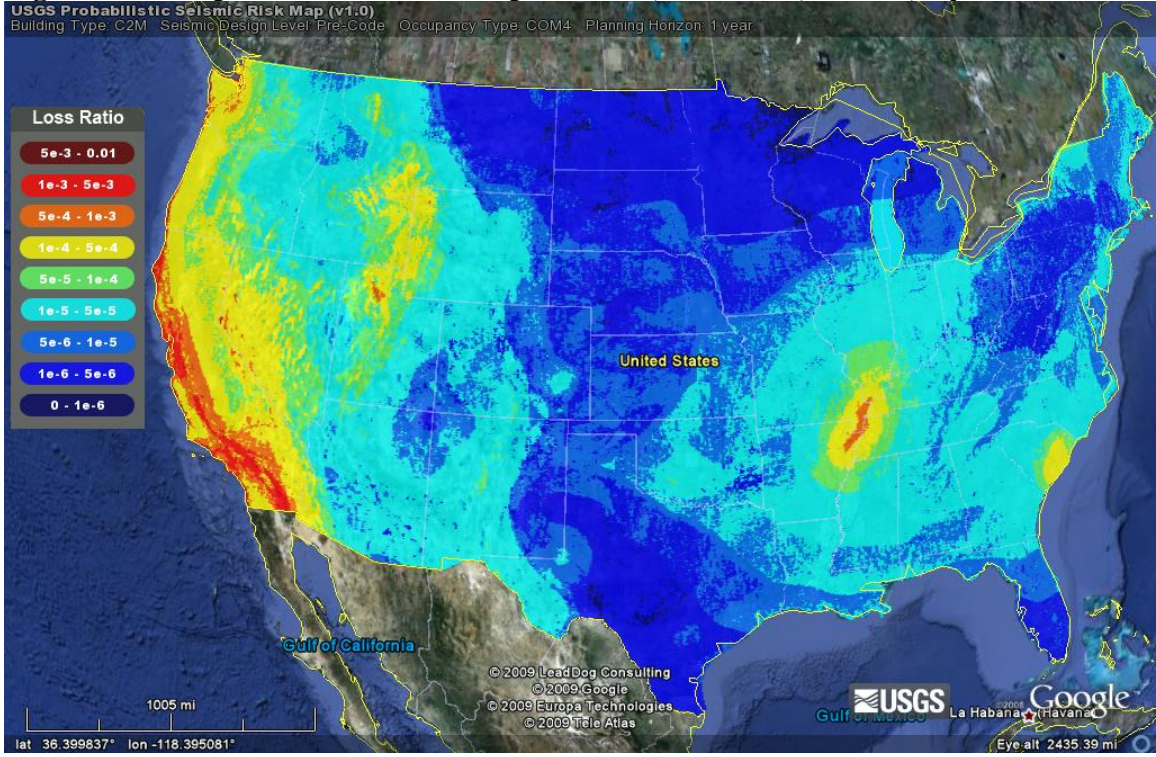 USGS Probabilistic Seismic Risk Map (v1.0)
Building Type: C2M Seismic Design Level: Pre-Code Occupancy Type: COM4 Planning Horizon: 1 year
Loss Ratio
5e-3 - 0.01
1e-3 - 5e-3
5e-4 - 1e-3
1e-4 - 5e-4
5e-5 - 1e-4
1e-5 - 5e-5
5e-6 - 1e-5
1e-6 - 5e-6
0 - 1e-6
United States
Gulf of California
© 2009 LeadDog Consulting
© 2009 Google
© 2009 Europa Technologies
© 2009 Tele Atlas
1005 mi
USGS
©2008 Google™
Gulf of Mexico
La Habana (Havana)
lat 36.399837° lon -118.395081°
Eye alt 2435.39 mi